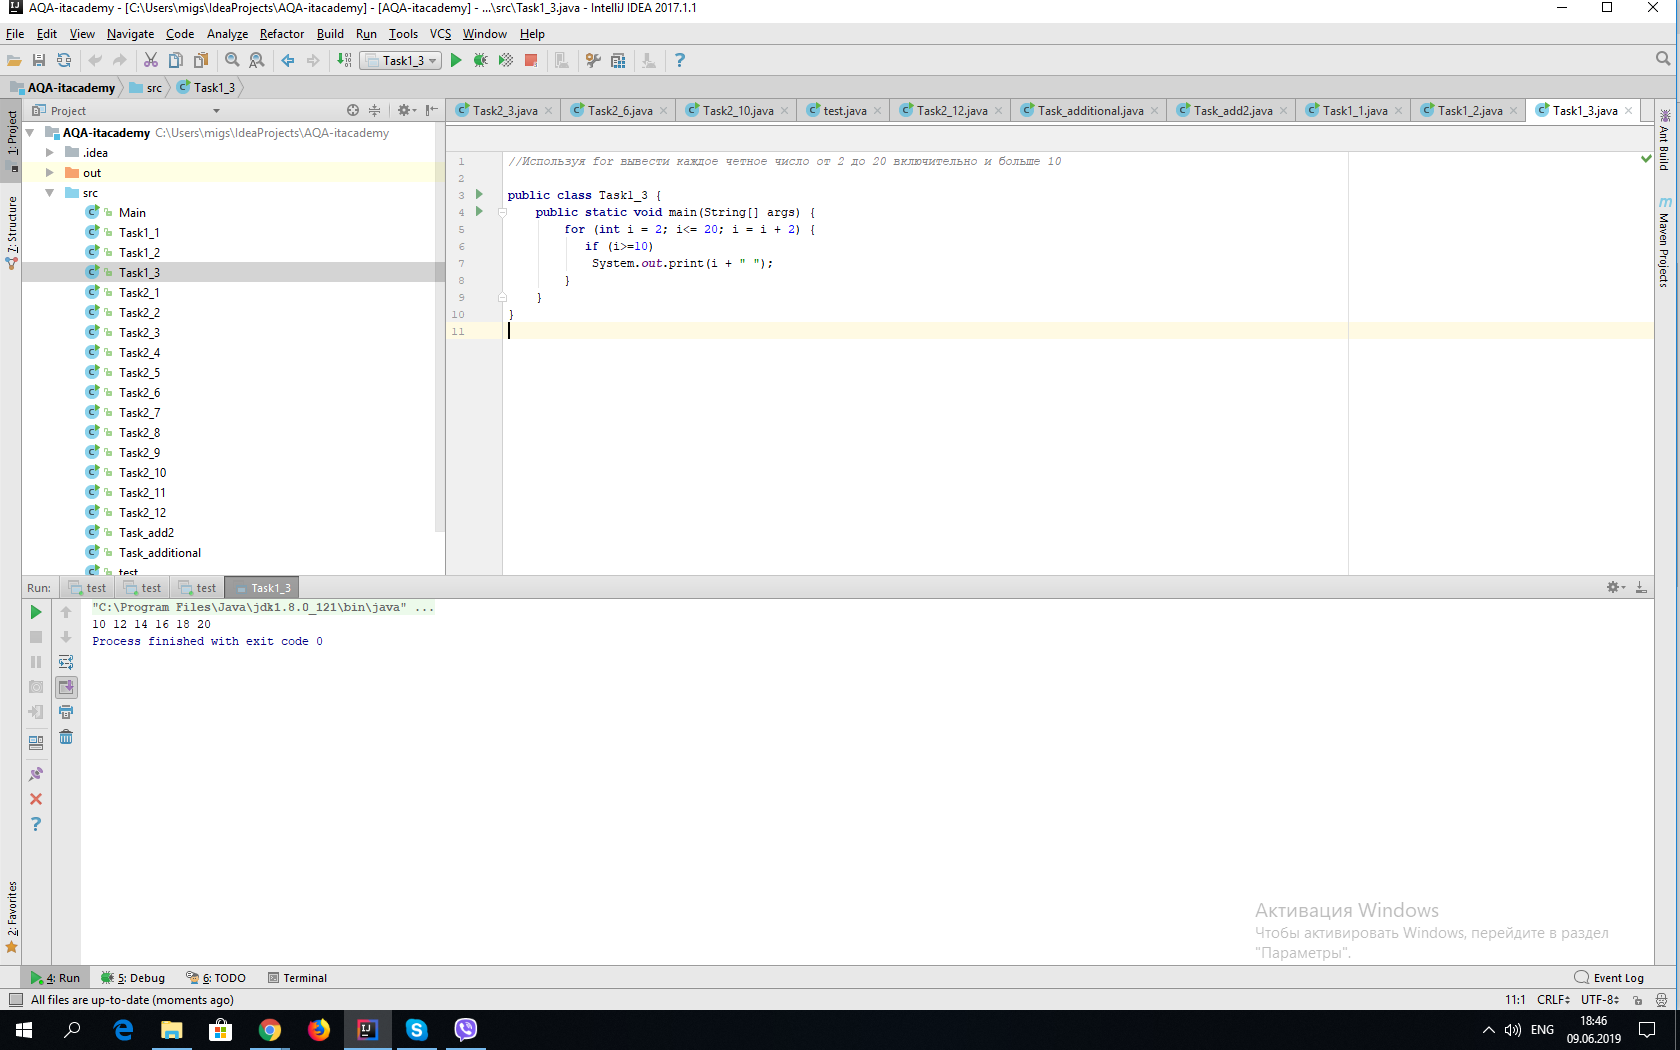 AQA-itacademy - [C:\Users\migs\IdeaProjects\AQA-itacademy] - [AQA-itacademy] - ...\src\Task1_3.java - IntelliJ IDEA 2017.1.1
File Edit View Navigate Code Analyze Refactor Build Run Tools VCS Window Help
Task1_3
AQA-itacademy src Task1_3
Project
Task2_3.java Task2_6.java Task2_10.java test.java Task2_12.java Task_additional.java Task_add2.java Task1_1.java Task1_2.java Task1_3.java
1: Project
7: Structure
2: Favorites
AQA-itacademy C:\Users\migs\IdeaProjects\AQA-itacademy
.idea
out
src
Main
Task1_1
Task1_2
Task1_3
Task2_1
Task2_2
Task2_3
Task2_4
Task2_5
Task2_6
Task2_7
Task2_8
Task2_9
Task2_10
Task2_11
Task2_12
Task_add2
Task_additional
test
1 //Используя for вывести каждое четное число от 2 до 20 включительно и больше 10
2
3 public class Task1_3 {
4 public static void main(String[] args) {
5 for (int i = 2; i<= 20; i = i + 2) {
6 if (i>=10)
7 System.out.print(i + " ");
8 }
9 }
10 }
11
Ant Build
m Maven Projects
Run: test test test Task1_3
"C:\Program Files\Java\jdk1.8.0_121\bin\java" ...
10 12 14 16 18 20
Process finished with exit code 0
Активация Windows
Чтобы активировать Windows, перейдите в раздел
"Параметры".
4: Run 5: Debug 6: TODO Terminal Event Log
All files are up-to-date (moments ago) 11:1 CRLF UTF-8
ENG
18:46
09.06.2019